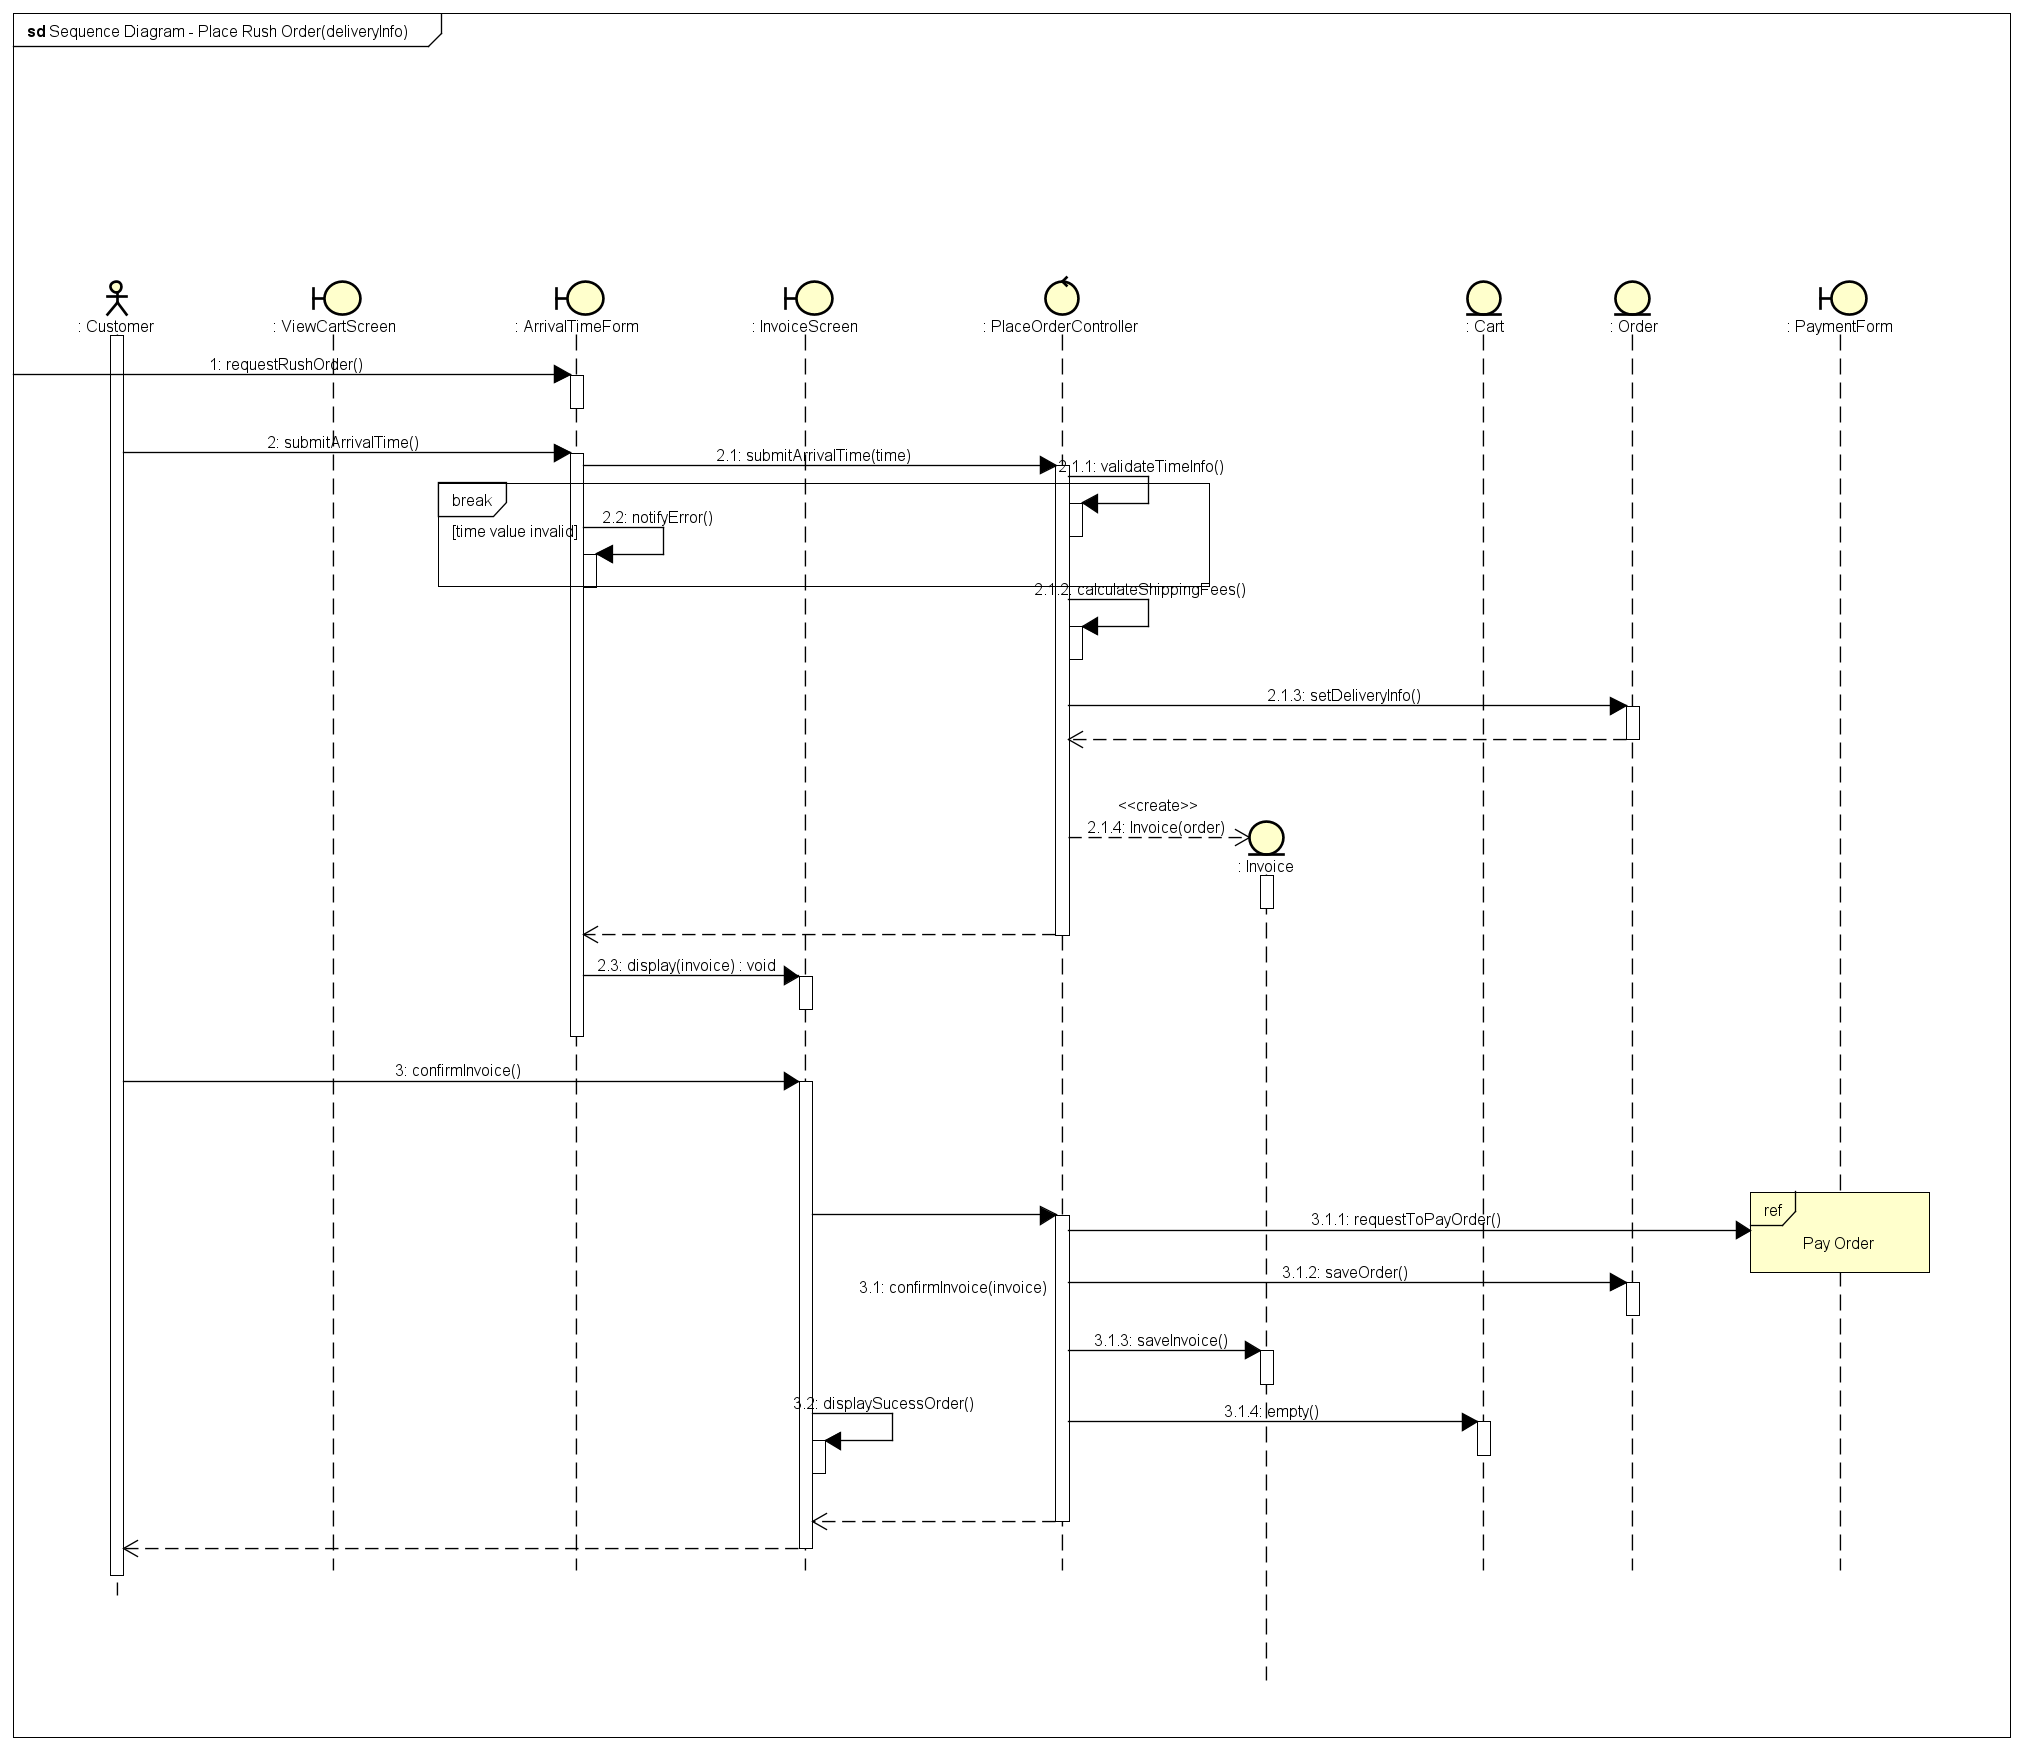 sd Sequence Diagram - Place Rush Order(deliveryInfo)
: Customer
: ViewCartScreen
: ArrivalTimeForm
: InvoiceScreen
: PlaceOrderController
: Cart
: Order
: PaymentForm
1: requestRushOrder()
2: submitArrivalTime()
2.1: submitArrivalTime(time)
2.1.1: validateTimeInfo()
break
2.2: notifyError()
[time value invalid]
2.1.2: calculateShippingFees()
2.1.3: setDeliveryInfo()
<<create>>
2.1.4: Invoice(order)
: Invoice
2.3: display(invoice) : void
3: confirmInvoice()
ref
3.1.1: requestToPayOrder()
Pay Order
3.1.2: saveOrder()
3.1: confirmInvoice(invoice)
3.1.3: saveInvoice()
3.2: displaySucessOrder()
3.1.4: empty()